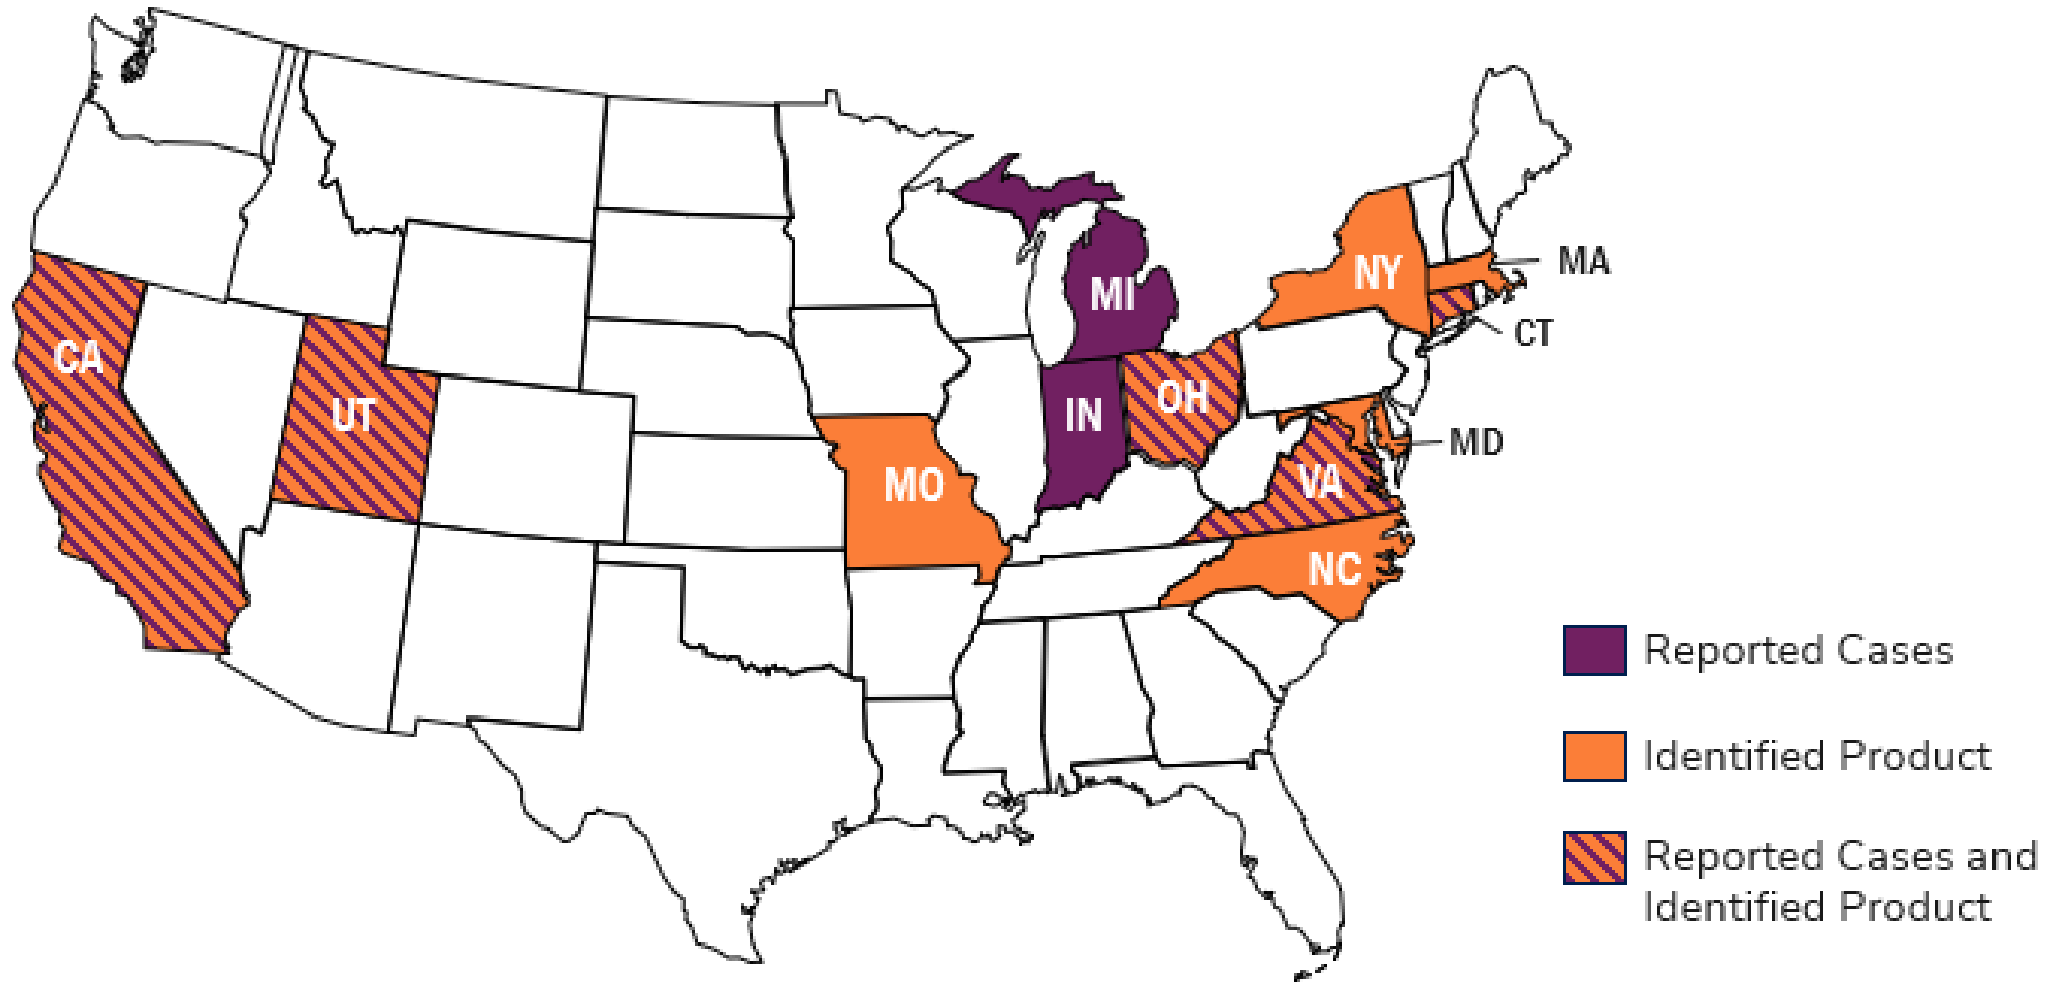 MA
NY
MI
CT
CA
OH
UT
IN
MD
MO
VA
NC
Reported Cases
Identified Product
Reported Cases and
Identified Product